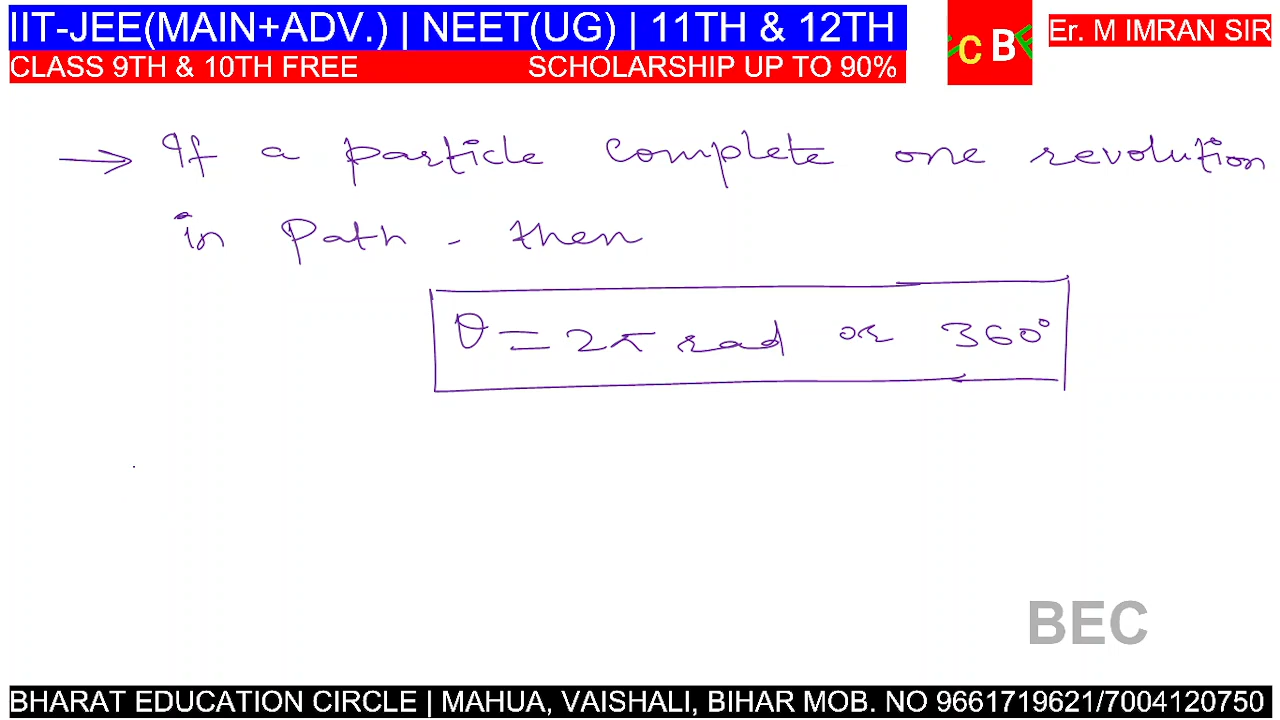 IIT-JEE(MAIN+ADV.) | NEET(UG) | 11TH & 12TH
CLASS 9TH & 10TH FREE SCHOLARSHIP UP TO 90%
CBE
Er. M IMRAN SIR
→ If a particle complete one revolution
in path - then
θ = 2π rad or 360°
BEC
BHARAT EDUCATION CIRCLE | MAHUA, VAISHALI, BIHAR MOB. NO 9661719621/7004120750